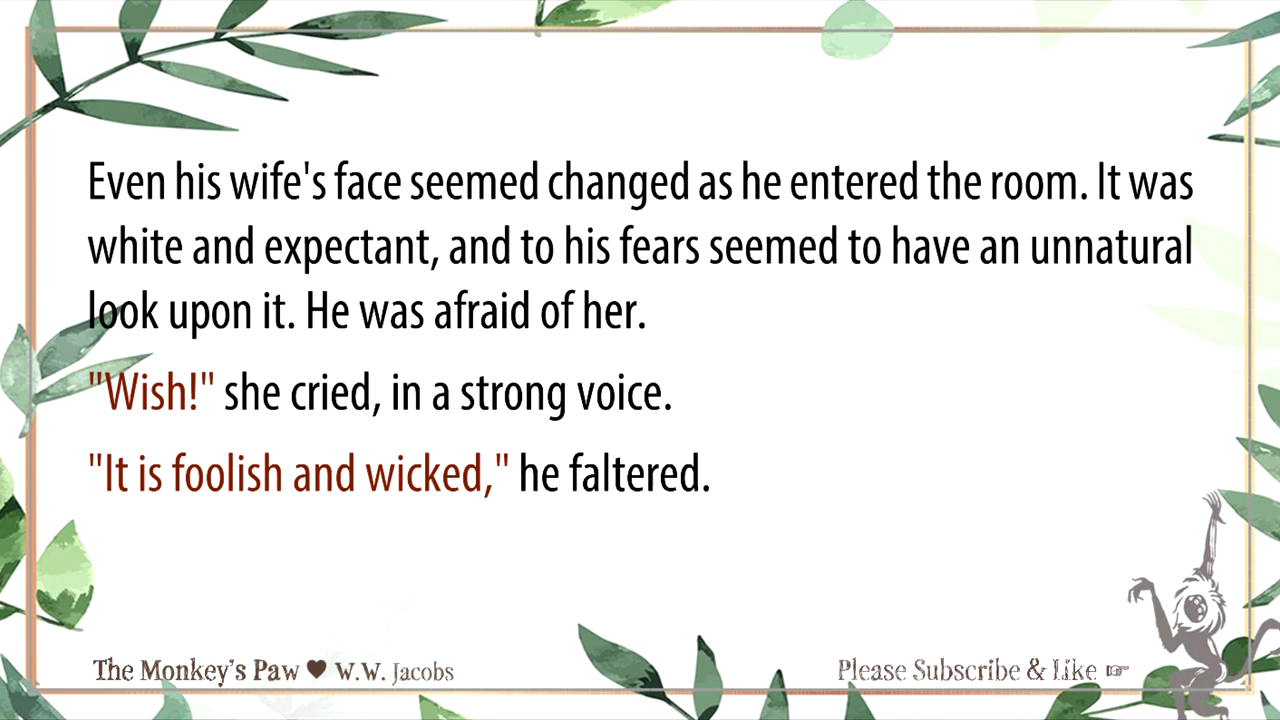 Even his wife's face seemed changed as he entered the room. It was
white and expectant, and to his fears seemed to have an unnatural
look upon it. He was afraid of her.
"Wish!" she cried, in a strong voice.
"It is foolish and wicked," he faltered.
The Monkey's Paw ♥ W.W. Jacobs
Please Subscribe & Like ☞